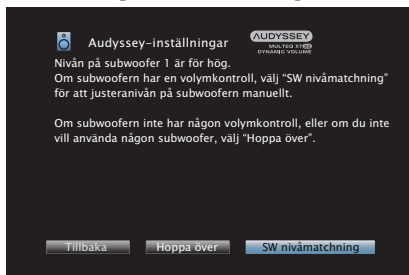 Audyssey-inställningar
AUDYSSEY
MULTEQ XT32
DYNAMIC VOLUME
Nivån på subwoofer 1 är för hög.
Om subwoofern har en volymkontroll, välj "SW nivåmatchning"
för att justeranivån på subwoofern manuellt.
Om subwoofern inte har någon volymkontroll, eller om du inte
vill använda någon subwoofer, välj "Hoppa över".
Tillbaka
Hoppa över
SW nivåmatchning